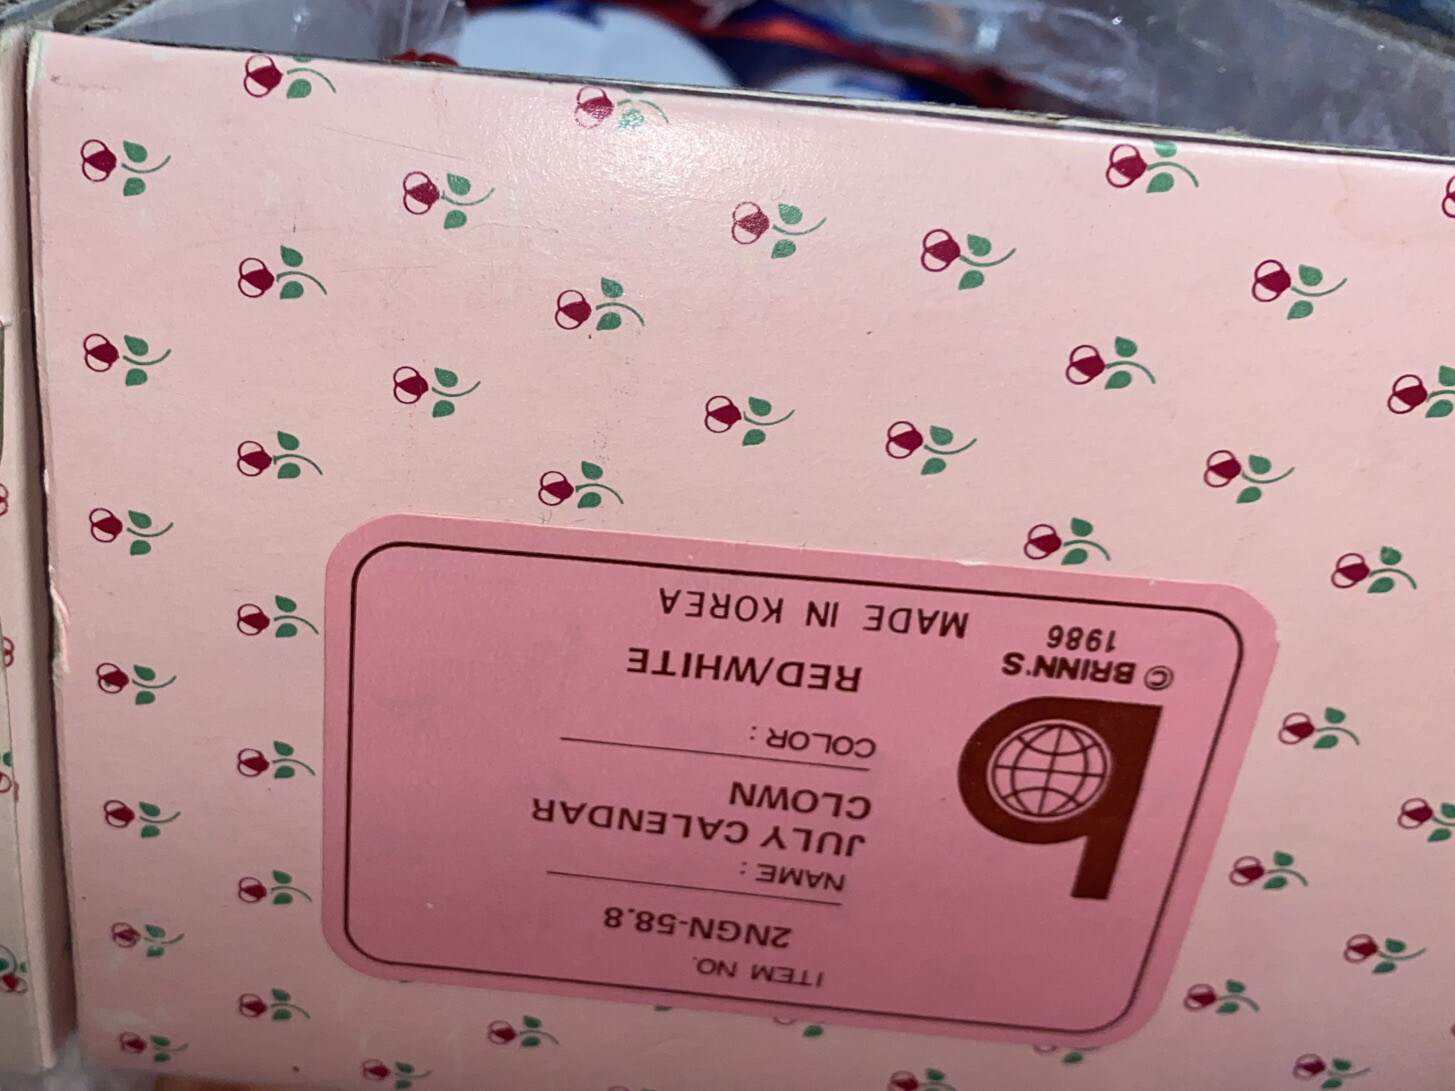 ITEM NO.
2NGN-58.8
NAME :
JULY CALENDAR
CLOWN
COLOR :
RED/WHITE
MADE IN KOREA
b
© BRINN'S
1986